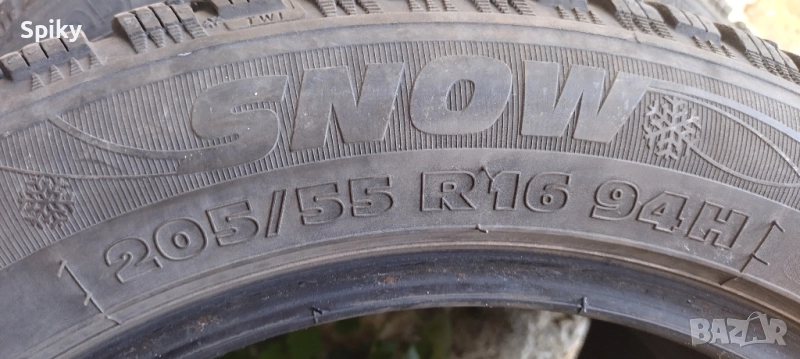 Spiky
TWI
SNOW
205/55 R16 94H
BAZAR